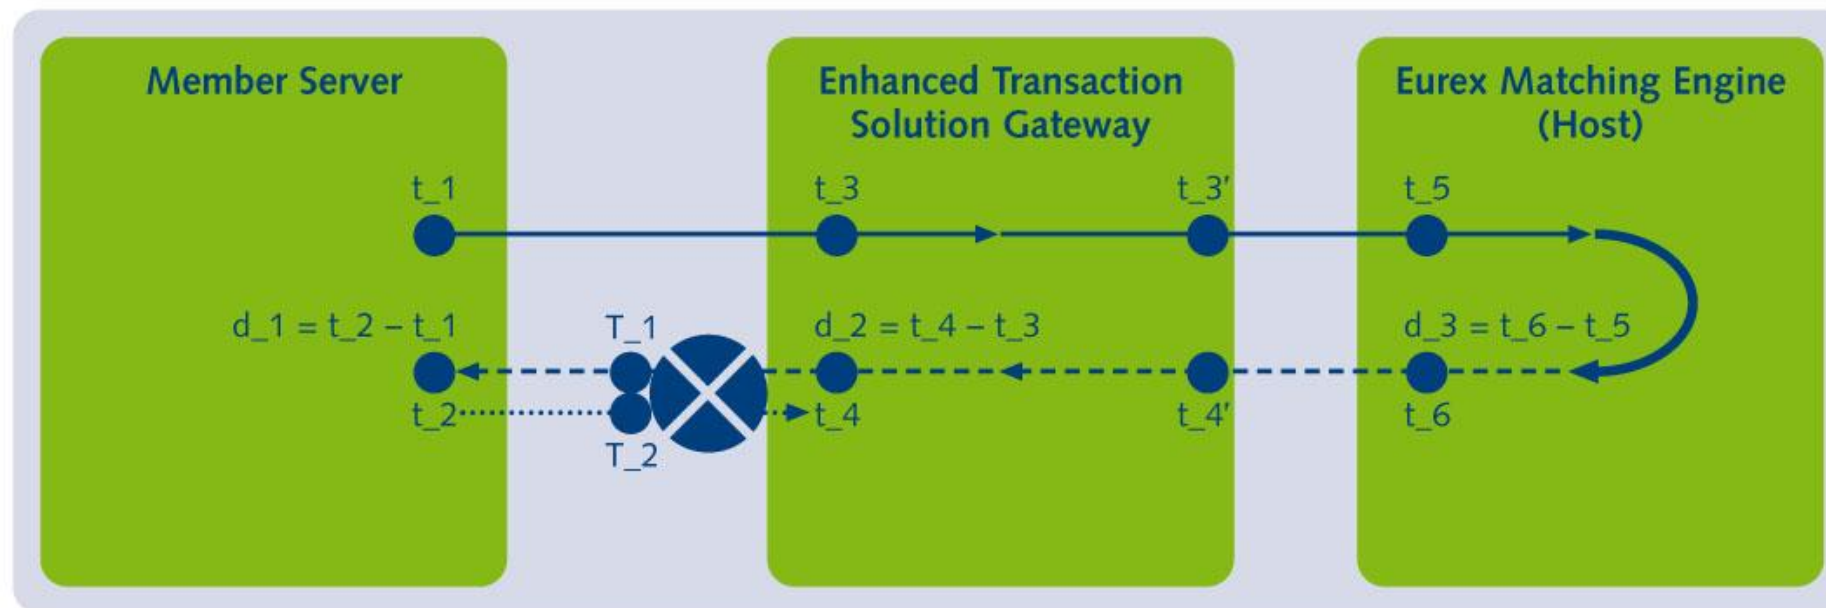 Member Server
Enhanced Transaction
Solution Gateway
Eurex Matching Engine
(Host)
t_1
t_3
t_3’
t_5
d_1 = t_2 – t_1
T_1
d_2 = t_4 – t_3
d_3 = t_6 – t_5
t_2
T_2
t_4
t_4’
t_6